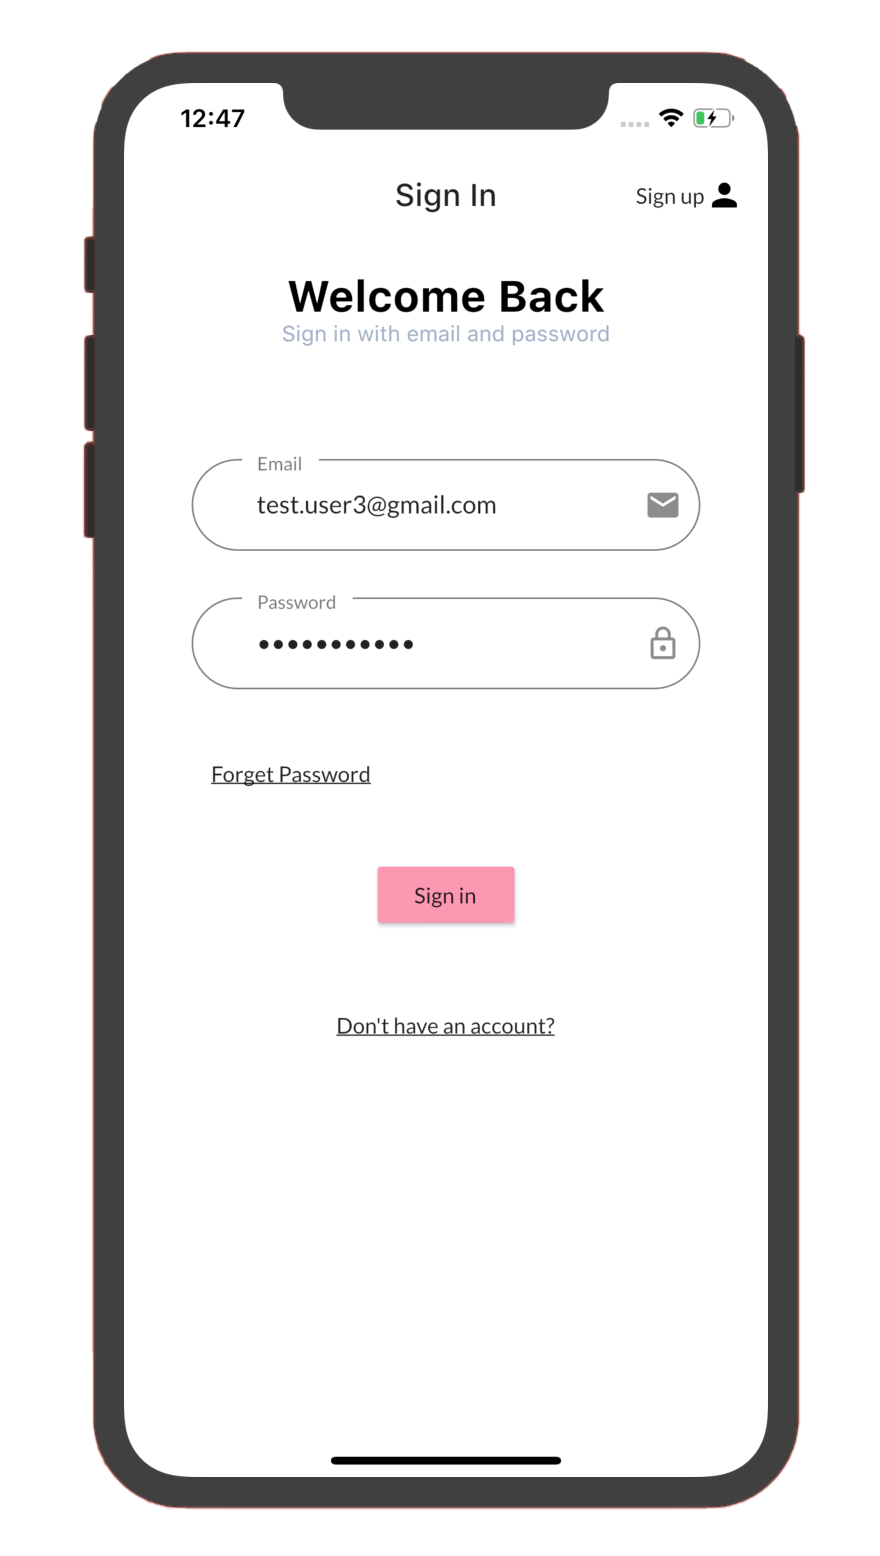 12:47
Sign In
Sign up
Welcome Back
Sign in with email and password
Email
test.user3@gmail.com
Password
•••••••••••
Forget Password
Sign in
Don't have an account?